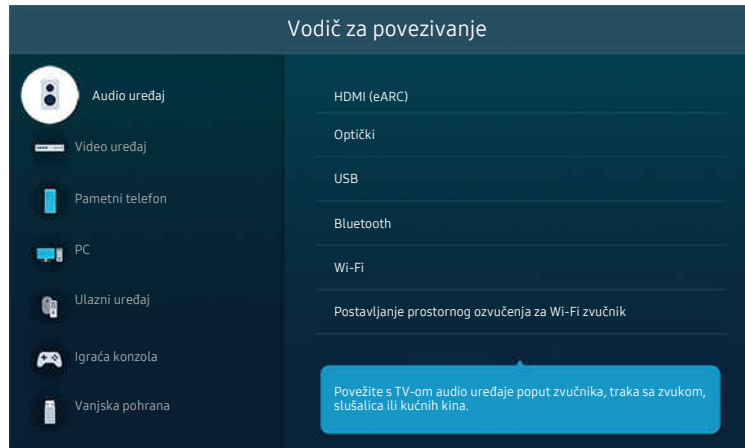 Vodič za povezivanje
Audio uređaj
Video uređaj
Pametni telefon
PC
Ulazni uređaj
Igraća konzola
Vanjska pohrana
HDMI (eARC)
Optički
USB
Bluetooth
Wi-Fi
Postavljanje prostornog ozvučenja za Wi-Fi zvučnik
Povežite s TV-om audio uređaje poput zvučnika, traka sa zvukom,
slušalica ili kućnih kina.